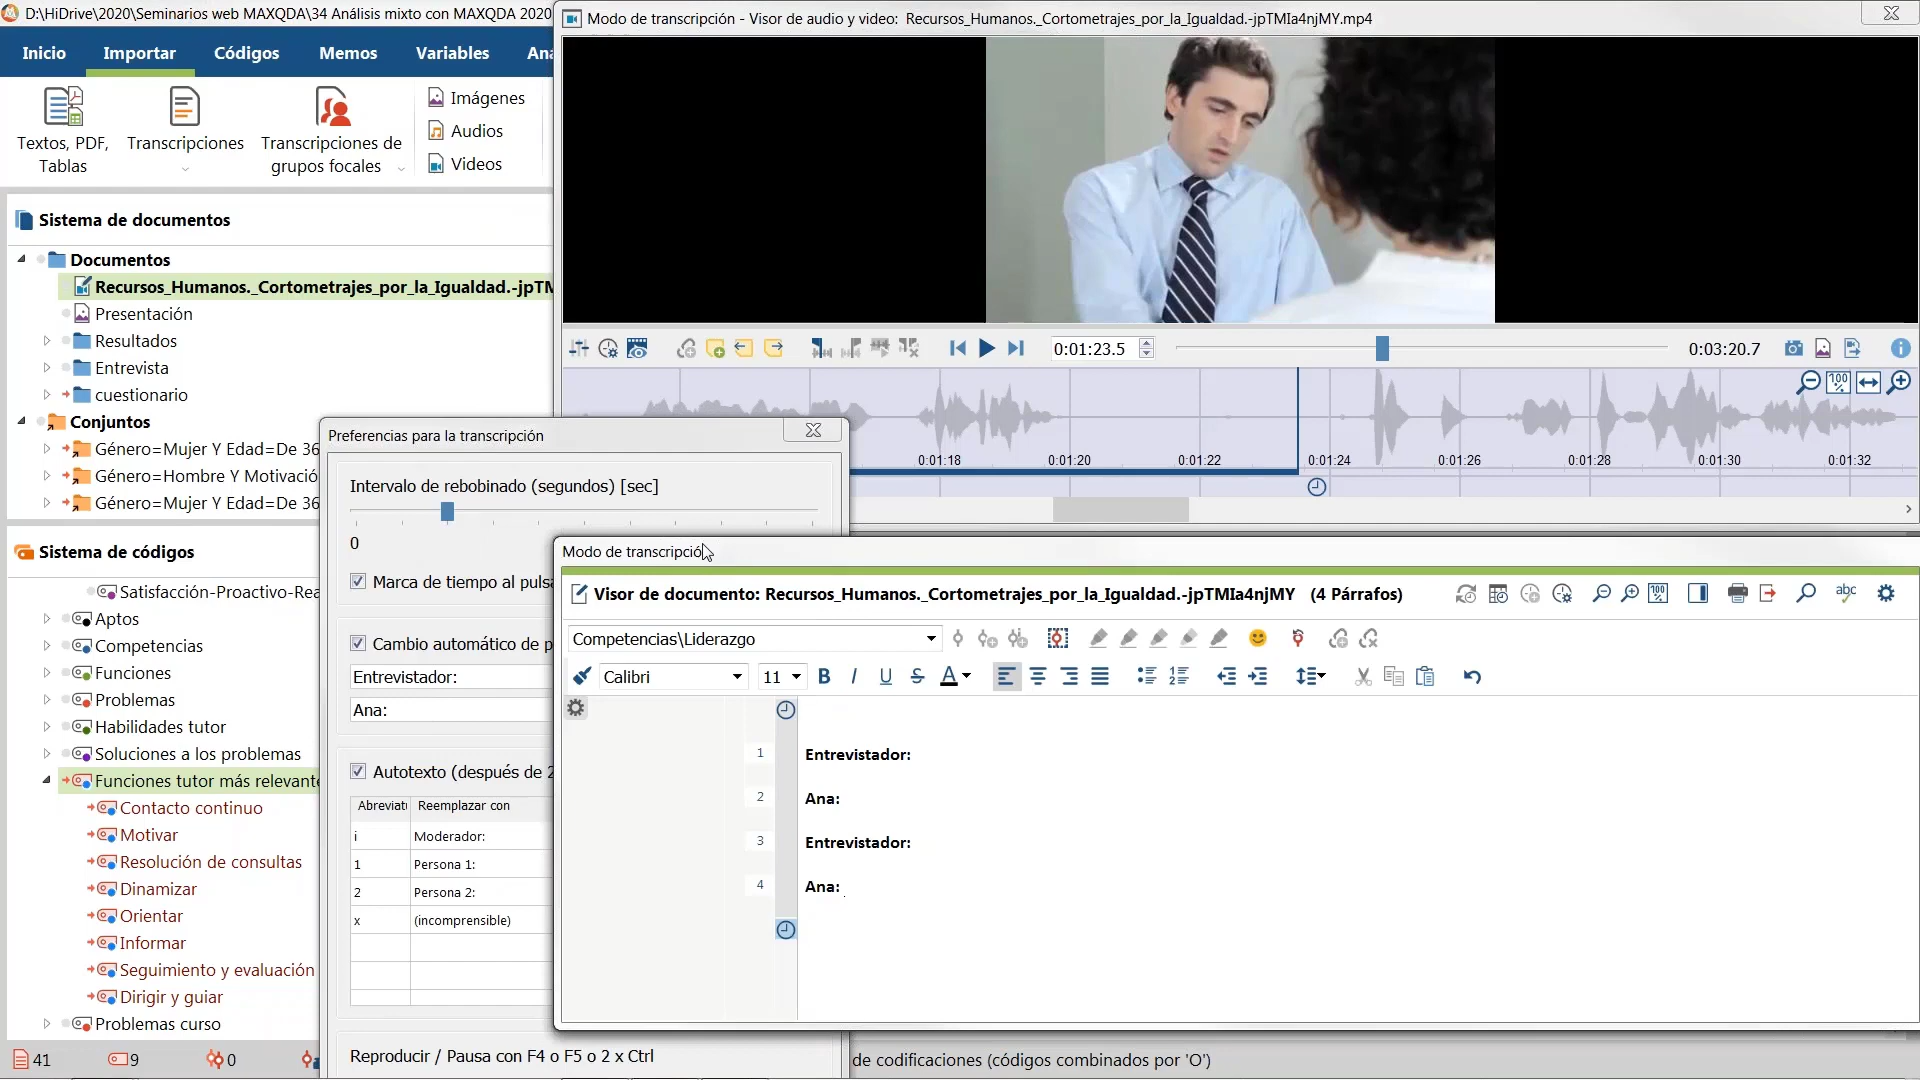 D:\HiDrive\2020\Seminarios web MAXQDA\34 Análisis mixto con MAXQDA 2020
Inicio Importar Códigos Memos Variables
Textos, PDF, Tablas
Transcripciones
Transcripciones de grupos focales
Imágenes
Audios
Videos
Sistema de documentos
Documentos
Recursos_Humanos._Cortometrajes_por_la_Igualdad.-jpTM
Presentación
Resultados
Entrevista
cuestionario
Conjuntos
Género=Mujer Y Edad=De 36
Género=Hombre Y Motivació
Género=Mujer Y Edad=De 36
Sistema de códigos
Satisfacción-Proactivo-Rea
Aptos
Competencias
Funciones
Problemas
Habilidades tutor
Soluciones a los problemas
Funciones tutor más relevante
Contacto continuo
Motivar
Resolución de consultas
Dinamizar
Orientar
Informar
Seguimiento y evaluación
Dirigir y guiar
Problemas curso
41 9 0
Modo de transcripción - Visor de audio y video: Recursos_Humanos._Cortometrajes_por_la_Igualdad.-jpTMIa4njMY.mp4
0:01:23.5 0:03:20.7
100 %
0:01:18 0:01:20 0:01:22 0:01:24 0:01:26 0:01:28 0:01:30 0:01:32
Preferencias para la transcripción
Intervalo de rebobinado (segundos) [sec]
0
Marca de tiempo al pulsa
Cambio automático de p
Entrevistador:
Ana:
Autotexto (después de 2
Abreviatu Reemplazar con
i Moderador:
1 Persona 1:
2 Persona 2:
x (incomprensible)
Reproducir / Pausa con F4 o F5 o 2 x Ctrl
Modo de transcripció
Visor de documento: Recursos_Humanos._Cortometrajes_por_la_Igualdad.-jpTMIa4njMY (4 Párrafos)
100 %
abc
Competencias\Liderazgo
Calibri 11 B I U S A
1 Entrevistador:
2 Ana:
3 Entrevistador:
4 Ana:
de codificaciones (códigos combinados por 'O')